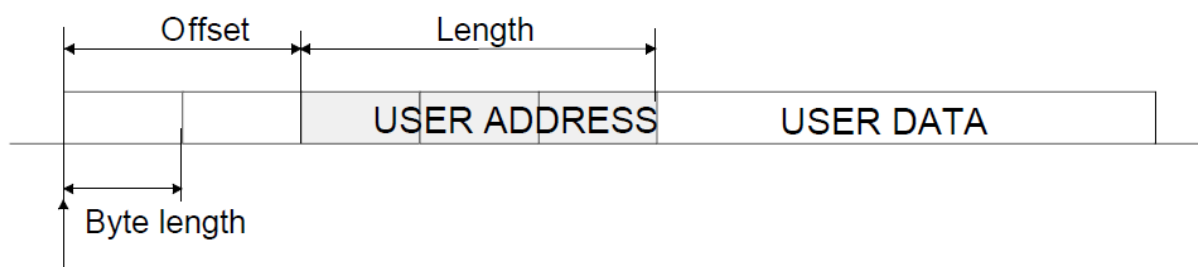 Offset
Length
USER ADDRESS
USER DATA
Byte length